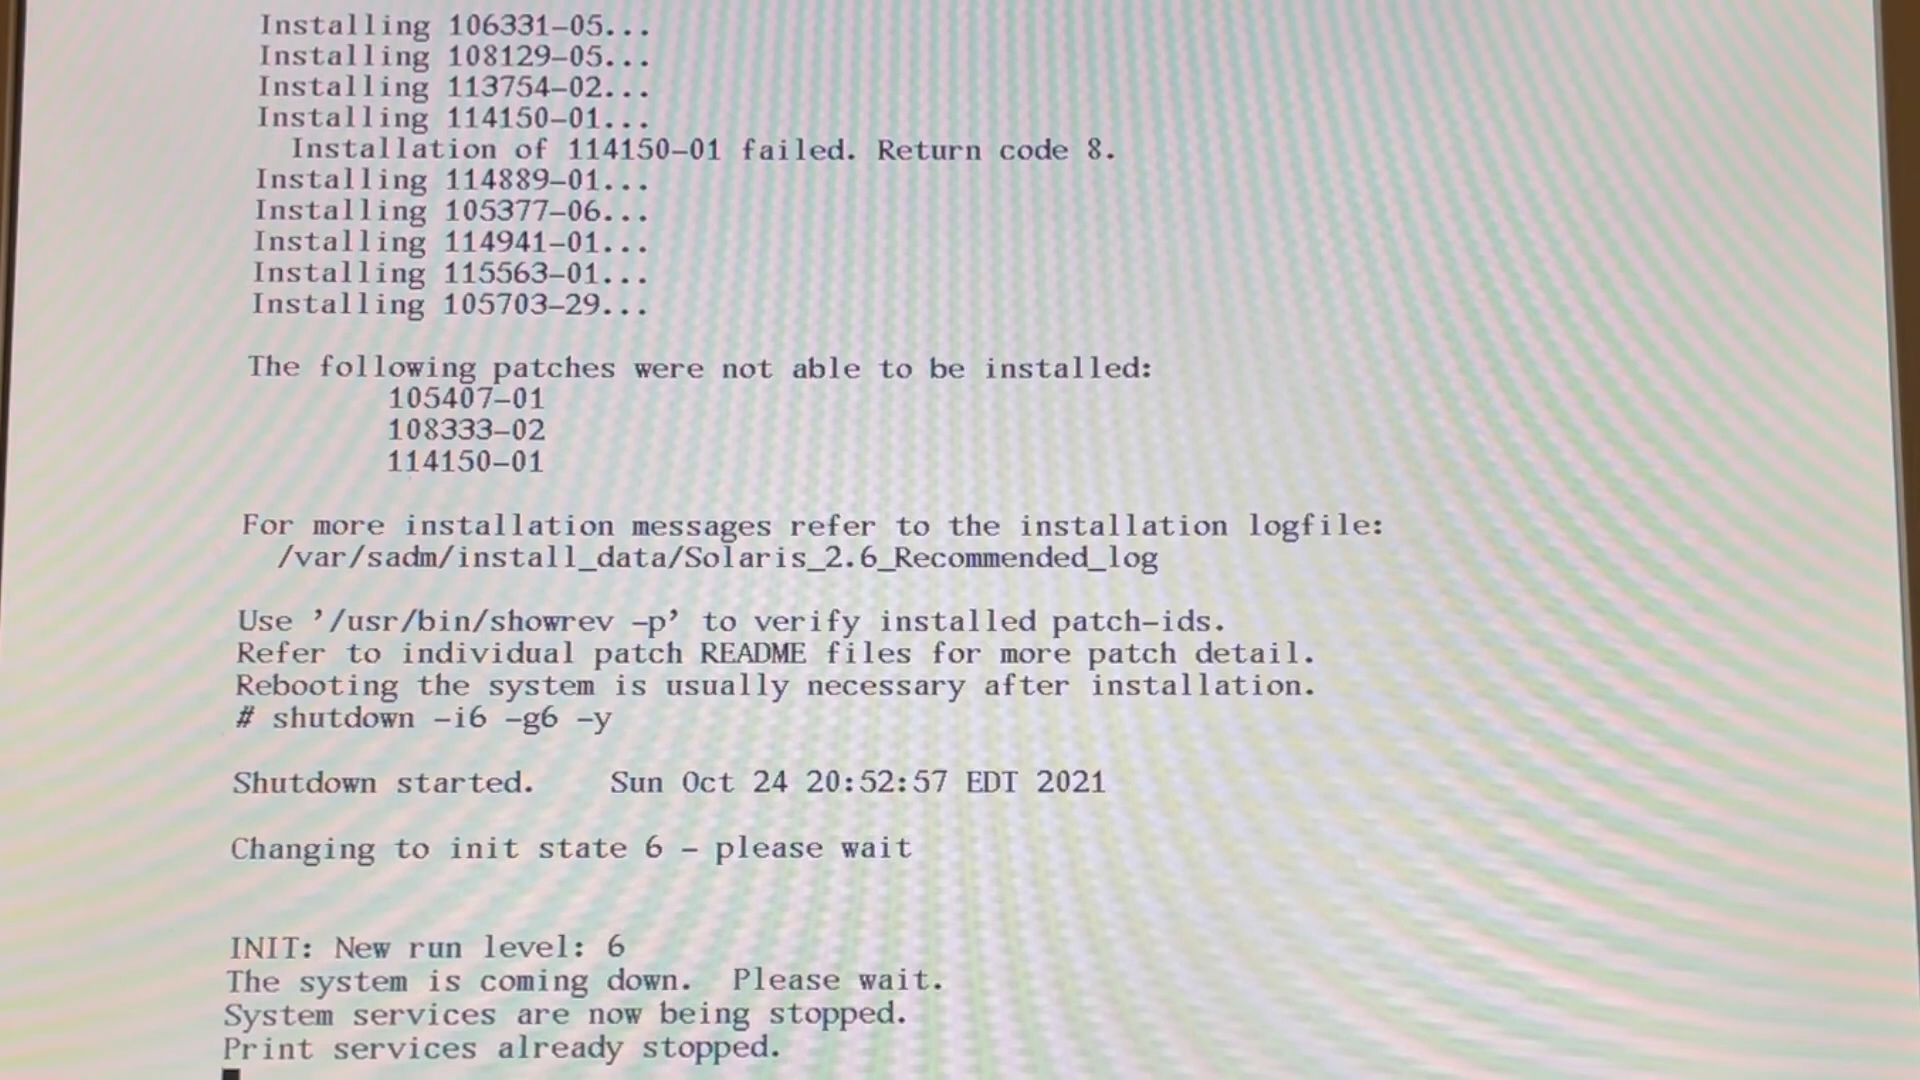 Installing 106331-05...
Installing 108129-05...
Installing 113754-02...
Installing 114150-01...
Installation of 114150-01 failed. Return code 8.
Installing 114889-01...
Installing 105377-06...
Installing 114941-01...
Installing 115563-01...
Installing 105703-29...
The following patches were not able to be installed:
105407-01
108333-02
114150-01
For more installation messages refer to the installation logfile:
/var/sadm/install_data/Solaris_2.6_Recommended_log
Use '/usr/bin/showrev -p' to verify installed patch-ids.
Refer to individual patch README files for more patch detail.
Rebooting the system is usually necessary after installation.
# shutdown -i6 -g6 -y
Shutdown started.    Sun Oct 24 20:52:57 EDT 2021
Changing to init state 6 - please wait
INIT: New run level: 6
The system is coming down.  Please wait.
System services are now being stopped.
Print services already stopped.